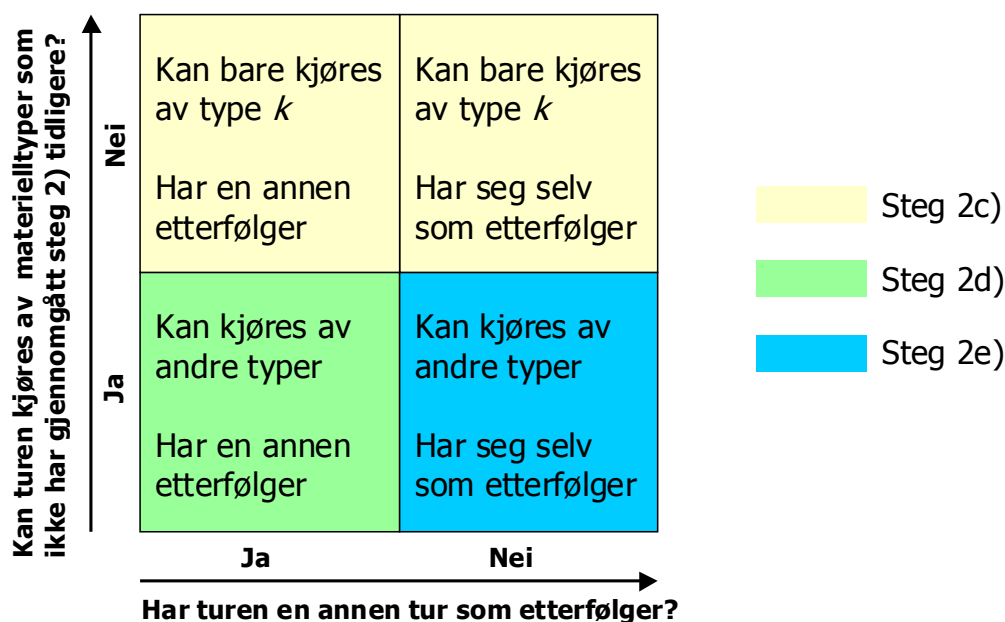 Kan turen kjøres av materielltyper som
ikke har gjennomgått steg 2) tidligere?
Nei
Ja
Kan bare kjøres
av type k
Har en annen
etterfølger
Kan bare kjøres
av type k
Har seg selv
som etterfølger
Kan kjøres av
andre typer
Har en annen
etterfølger
Kan kjøres av
andre typer
Har seg selv
som etterfølger
Ja
Nei
Har turen en annen tur som etterfølger?
Steg 2c)
Steg 2d)
Steg 2e)